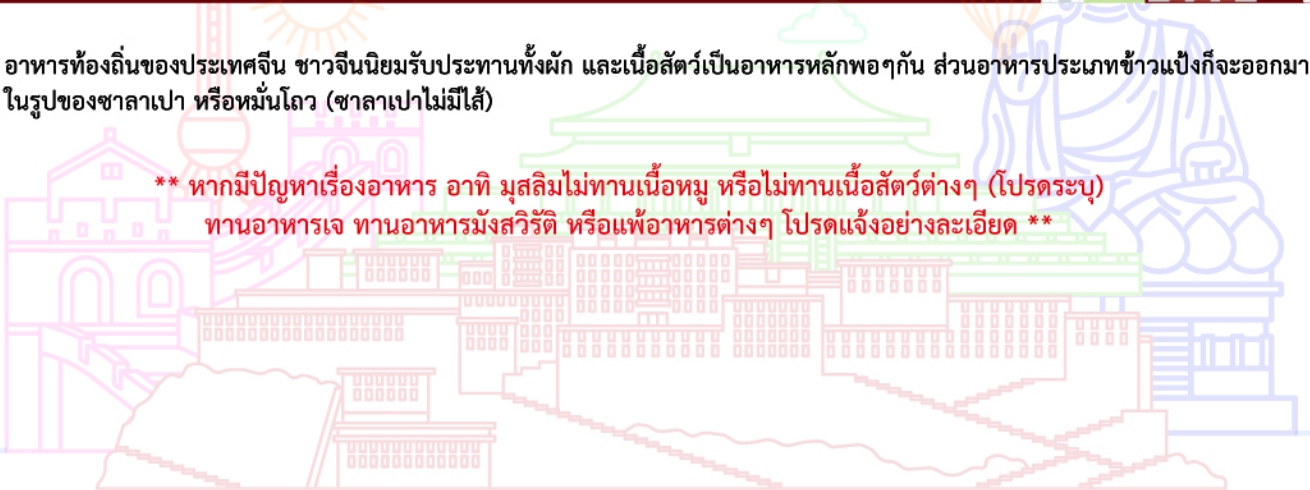 อาหารท้องถิ่นของประเทศจีน ชาวจีนนิยมรับประทานทั้งผัก และเนื้อสัตว์เป็นอาหารหลักพอๆกัน ส่วนอาหารประเภทข้าวแป้งก็จะออกมา
ในรูปของซาลาเปา หรือหมั่นโถว (ซาลาเปาไม่มีไส้)
** หากมีปัญหาเรื่องอาหาร อาทิ มุสลิมไม่ทานเนื้อหมู หรือไม่ทานเนื้อสัตว์ต่างๆ (โปรดระบุ)
ทานอาหารเจ ทานอาหารมังสวิรัติ หรือแพ้อาหารต่างๆ โปรดแจ้งอย่างละเอียด **